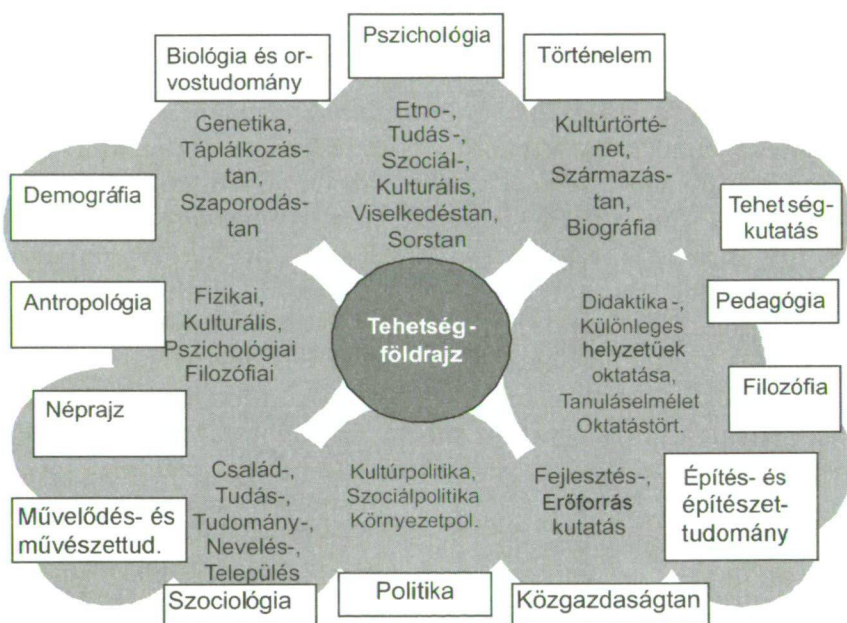 Biológia és or-
vostudomány
Pszichológia
Történelem
Genetika,
Táplálkozás-
tan,
Szaporodás-
tan
Etno-,
Tudás-,
Szociál-,
Kulturális,
Viselkedéstan,
Sorstan
Kultúrtörté-
net,
Származás-
tan,
Biográfia
Demográfia
Tehetség-
kutatás
Antropológia
Fizikai,
Kulturális,
Pszichológiai
Filozófiai
Tehetség-
földrajz
Didaktika-,
Különleges
helyzetűek
oktatása,
Tanuláselmélet
Oktatástört.
Pedagógia
Néprajz
Filozófia
Művelődés- és
művészettud.
Család-,
Tudás-,
Tudomány-,
Nevelés-,
Település
Szociológia
Kultúrpolitika,
Szociálpolitika
Környezetpol.
Politika
Fejlesztés-,
Erőforrás
kutatás
Közgazdaságtan
Építés- és
építészet-
tudomány